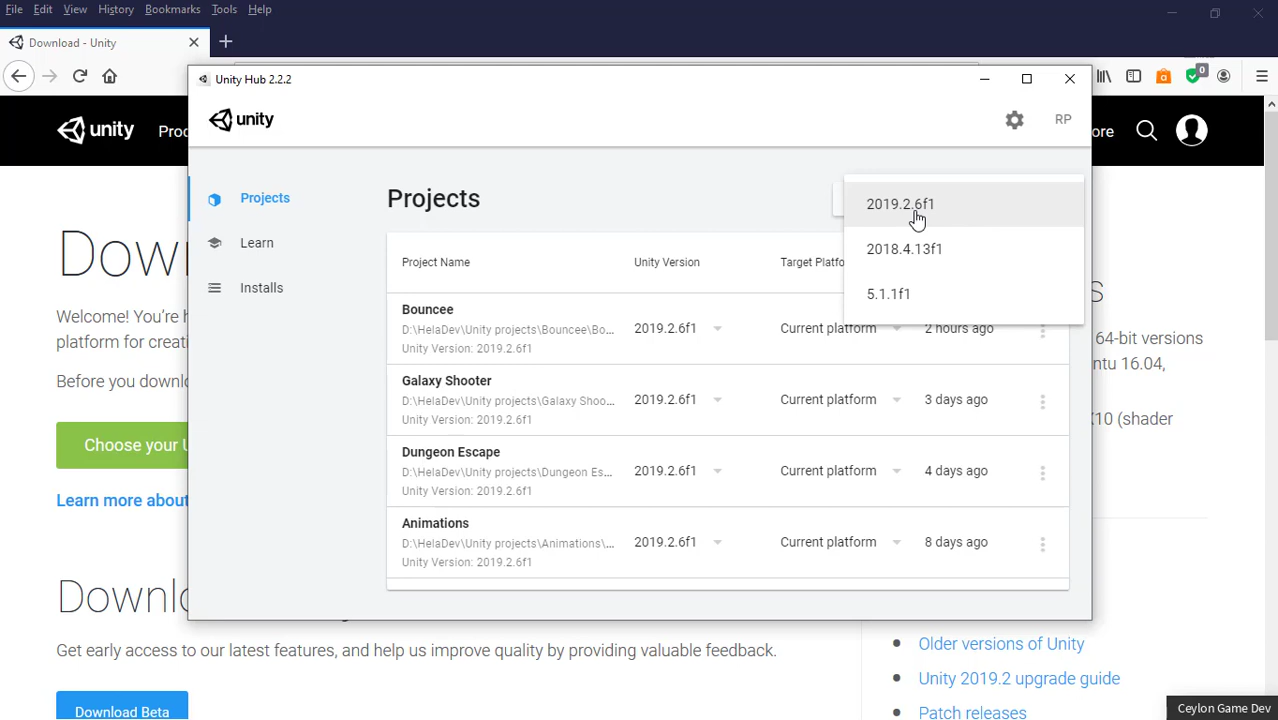 File Edit View History Bookmarks Tools Help
Download - Unity
Unity Hub 2.2.2
0
unity
unity
RP
ore
Projects
Learn
Installs
Projects
2019.2.6f1
2018.4.13f1
5.1.1f1
Project Name Unity Version Target Platfo
Bouncee
D:\HelaDev\Unity projects\Bouncee\Bo...
Unity Version: 2019.2.6f1
2019.2.6f1 Current platform 2 hours ago
Galaxy Shooter
D:\HelaDev\Unity projects\Galaxy Shoo...
Unity Version: 2019.2.6f1
2019.2.6f1 Current platform 3 days ago
Dungeon Escape
D:\HelaDev\Unity projects\Dungeon Es...
Unity Version: 2019.2.6f1
2019.2.6f1 Current platform 4 days ago
Animations
D:\HelaDev\Unity projects\Animations\...
Unity Version: 2019.2.6f1
2019.2.6f1 Current platform 8 days ago
Welcome! You're h
platform for creati
Before you downlo
Choose your U
Learn more about
64-bit versions
ntu 16.04,
X10 (shader
Downl
Get early access to our latest features, and help us improve quality by providing valuable feedback.
Download Beta
Older versions of Unity
Unity 2019.2 upgrade guide
Patch releases
Ceylon Game Dev